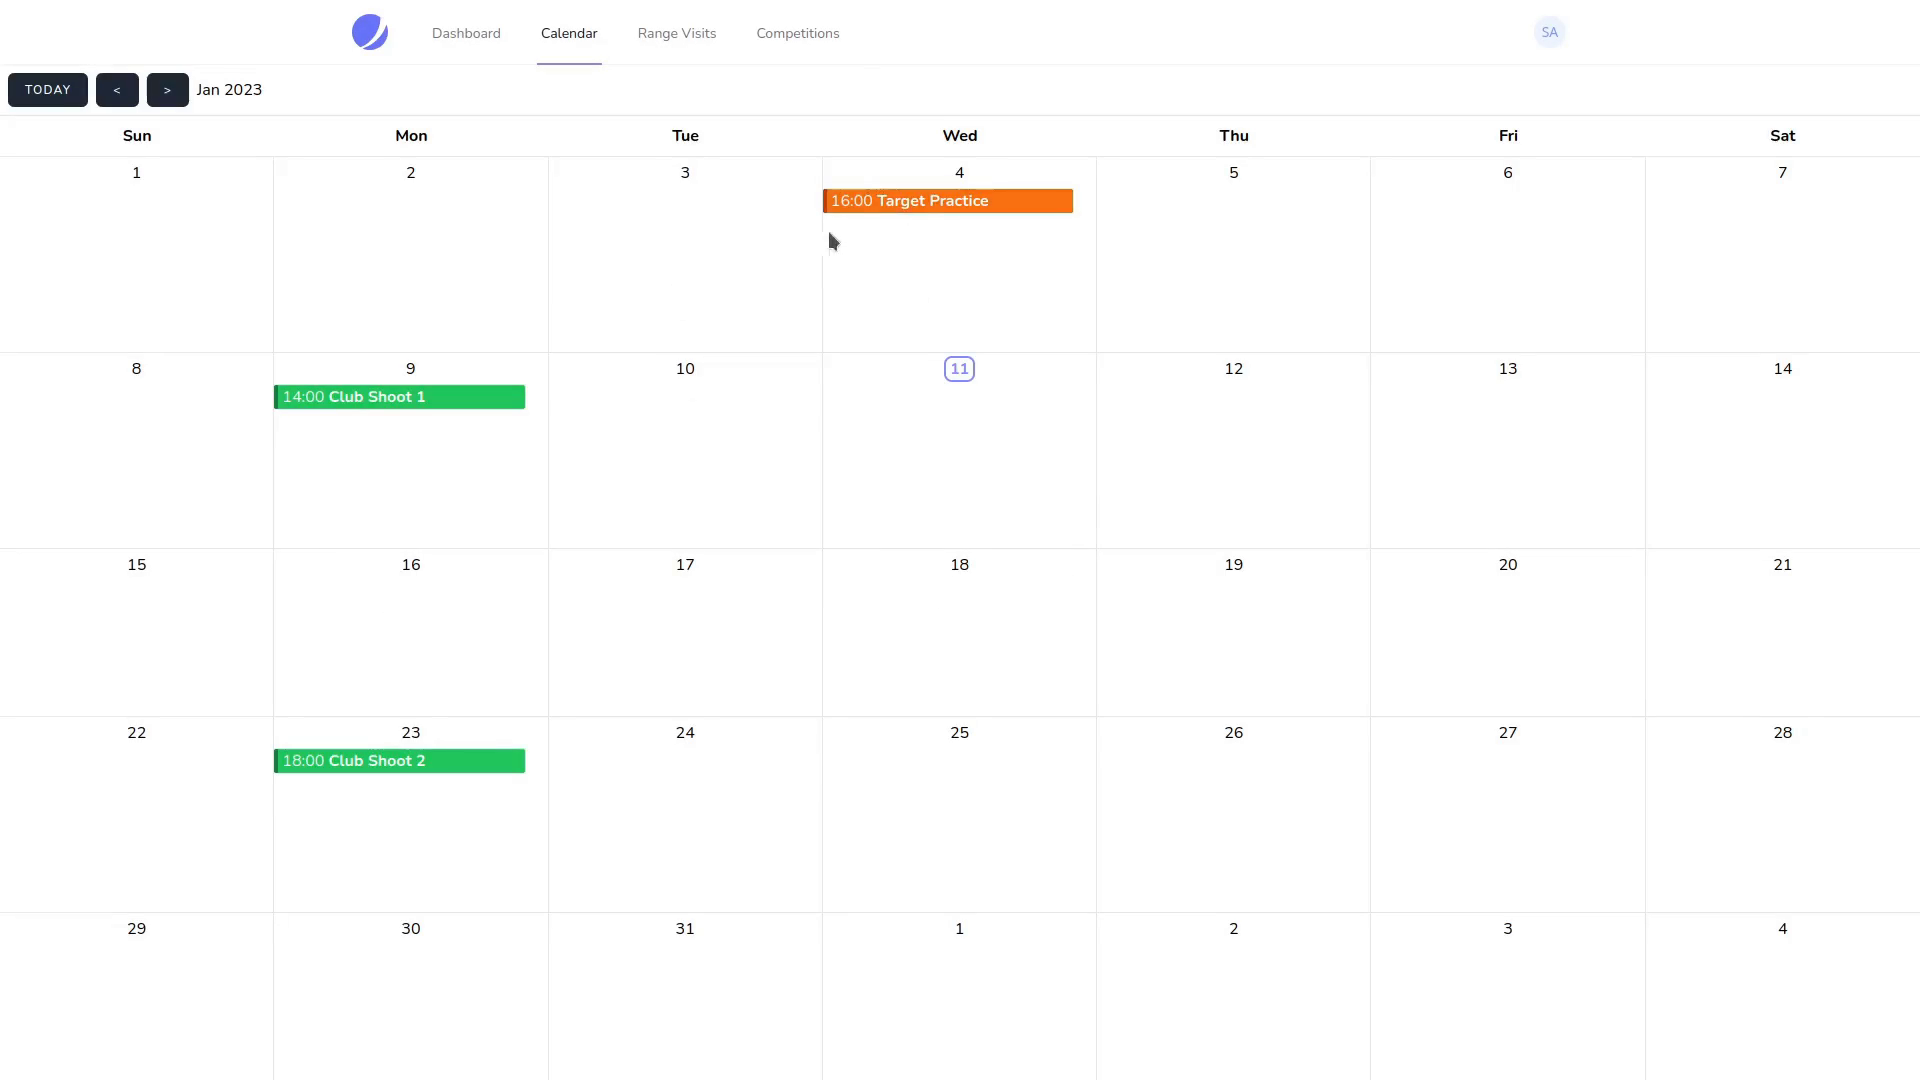 Dashboard Calendar Range Visits Competitions SA
TODAY < > Jan 2023
Sun Mon Tue Wed Thu Fri Sat
1 2 3 4 5 6 7
16:00 Target Practice
8 9 10 11 12 13 14
14:00 Club Shoot 1
15 16 17 18 19 20 21
22 23 24 25 26 27 28
18:00 Club Shoot 2
29 30 31 1 2 3 4